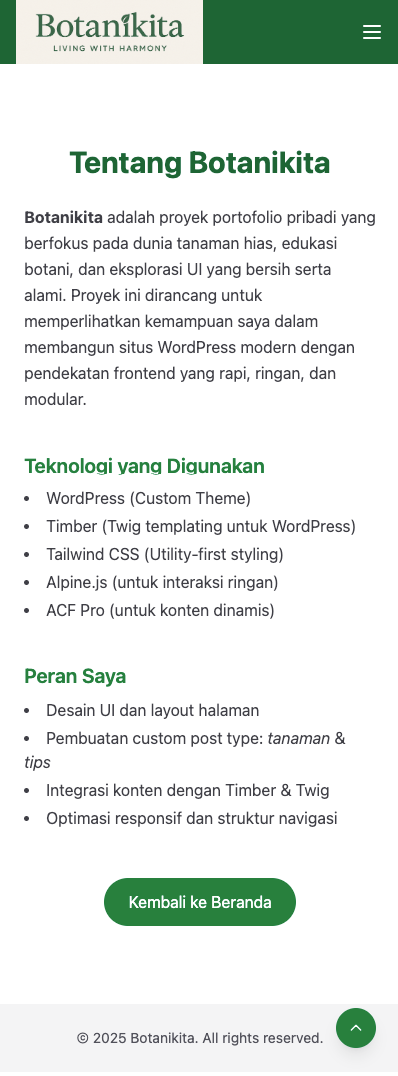 Botanikita
LIVING WITH HARMONY
Tentang Botanikita
Botanikita adalah proyek portofolio pribadi yang
berfokus pada dunia tanaman hias, edukasi
botani, dan eksplorasi UI yang bersih serta
alami. Proyek ini dirancang untuk
memperlihatkan kemampuan saya dalam
membangun situs WordPress modern dengan
pendekatan frontend yang rapi, ringan, dan
modular.
Teknologi yang Digunakan
• WordPress (Custom Theme)
• Timber (Twig templating untuk WordPress)
• Tailwind CSS (Utility-first styling)
• Alpine.js (untuk interaksi ringan)
• ACF Pro (untuk konten dinamis)
Peran Saya
• Desain UI dan layout halaman
• Pembuatan custom post type: tanaman &
tips
• Integrasi konten dengan Timber & Twig
• Optimasi responsif dan struktur navigasi
Kembali ke Beranda
© 2025 Botanikita. All rights reserved.